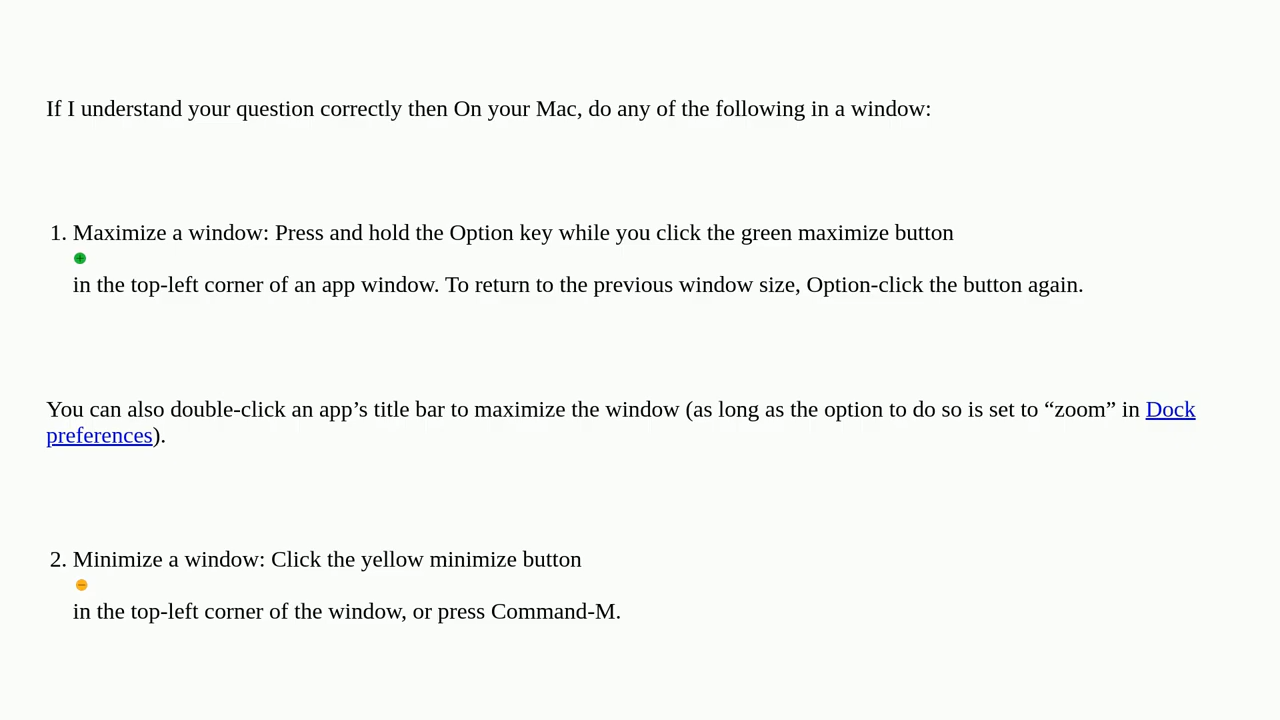 If I understand your question correctly then On your Mac, do any of the following in a window:
1. Maximize a window: Press and hold the Option key while you click the green maximize button
in the top-left corner of an app window. To return to the previous window size, Option-click the button again.
You can also double-click an app’s title bar to maximize the window (as long as the option to do so is set to “zoom” in Dock
preferences).
2. Minimize a window: Click the yellow minimize button
in the top-left corner of the window, or press Command-M.